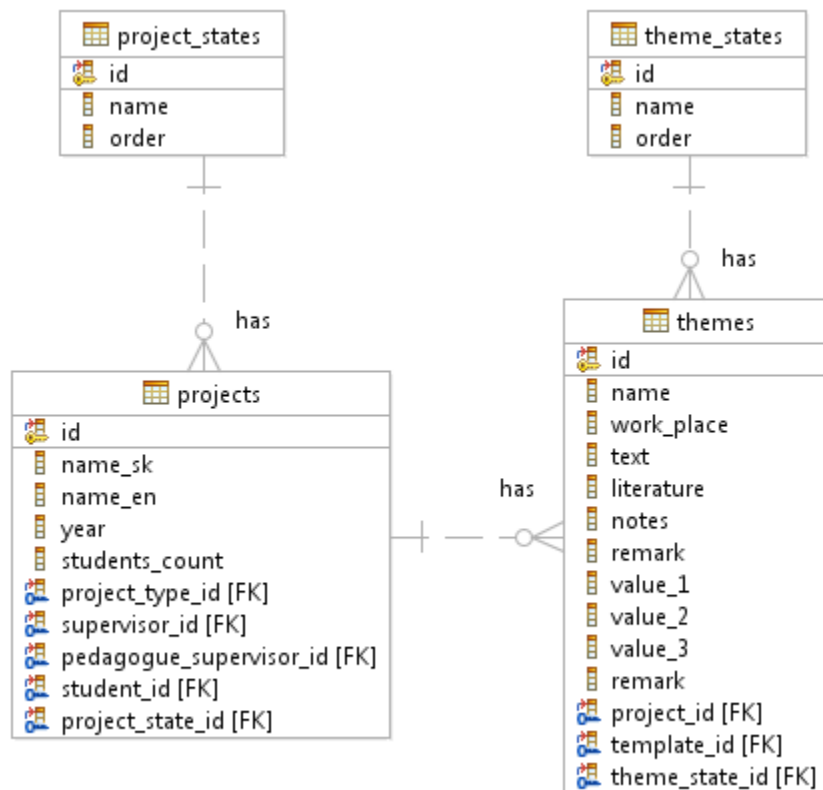 project_states
id
name
order
theme_states
id
name
order
has
has
projects
id
name_sk
name_en
year
students_count
project_type_id [FK]
supervisor_id [FK]
pedagogue_supervisor_id [FK]
student_id [FK]
project_state_id [FK]
has
themes
id
name
work_place
text
literature
notes
remark
value_1
value_2
value_3
remark
project_id [FK]
template_id [FK]
theme_state_id [FK]